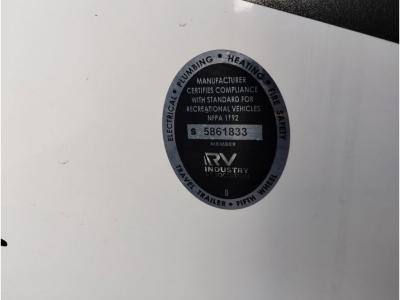 ELECTRICAL • PLUMBING • HEATING • FIRE SAFETY
MANUFACTURER
CERTIFIES COMPLIANCE
WITH STANDARD FOR
RECREATIONAL VEHICLES
NFPA 1192
S 5861833
MEMBER
RV
INDUSTRY
TRAVEL TRAILER • FIFTH WHEEL